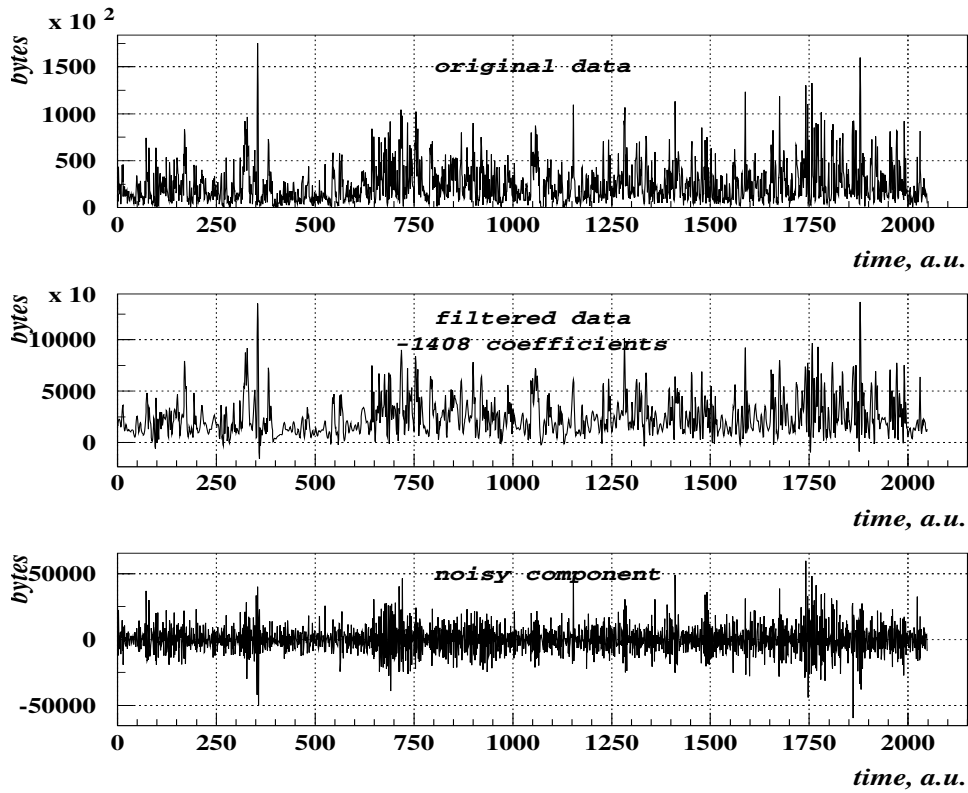 x 10 2
bytes
1500
1000
500
0
original data
0 250 500 750 1000 1250 1500 1750 2000
time, a.u.
x 10
bytes
10000
5000
0
filtered data
-1408 coefficients
0 250 500 750 1000 1250 1500 1750 2000
time, a.u.
bytes
50000
0
-50000
noisy component
0 250 500 750 1000 1250 1500 1750 2000
time, a.u.